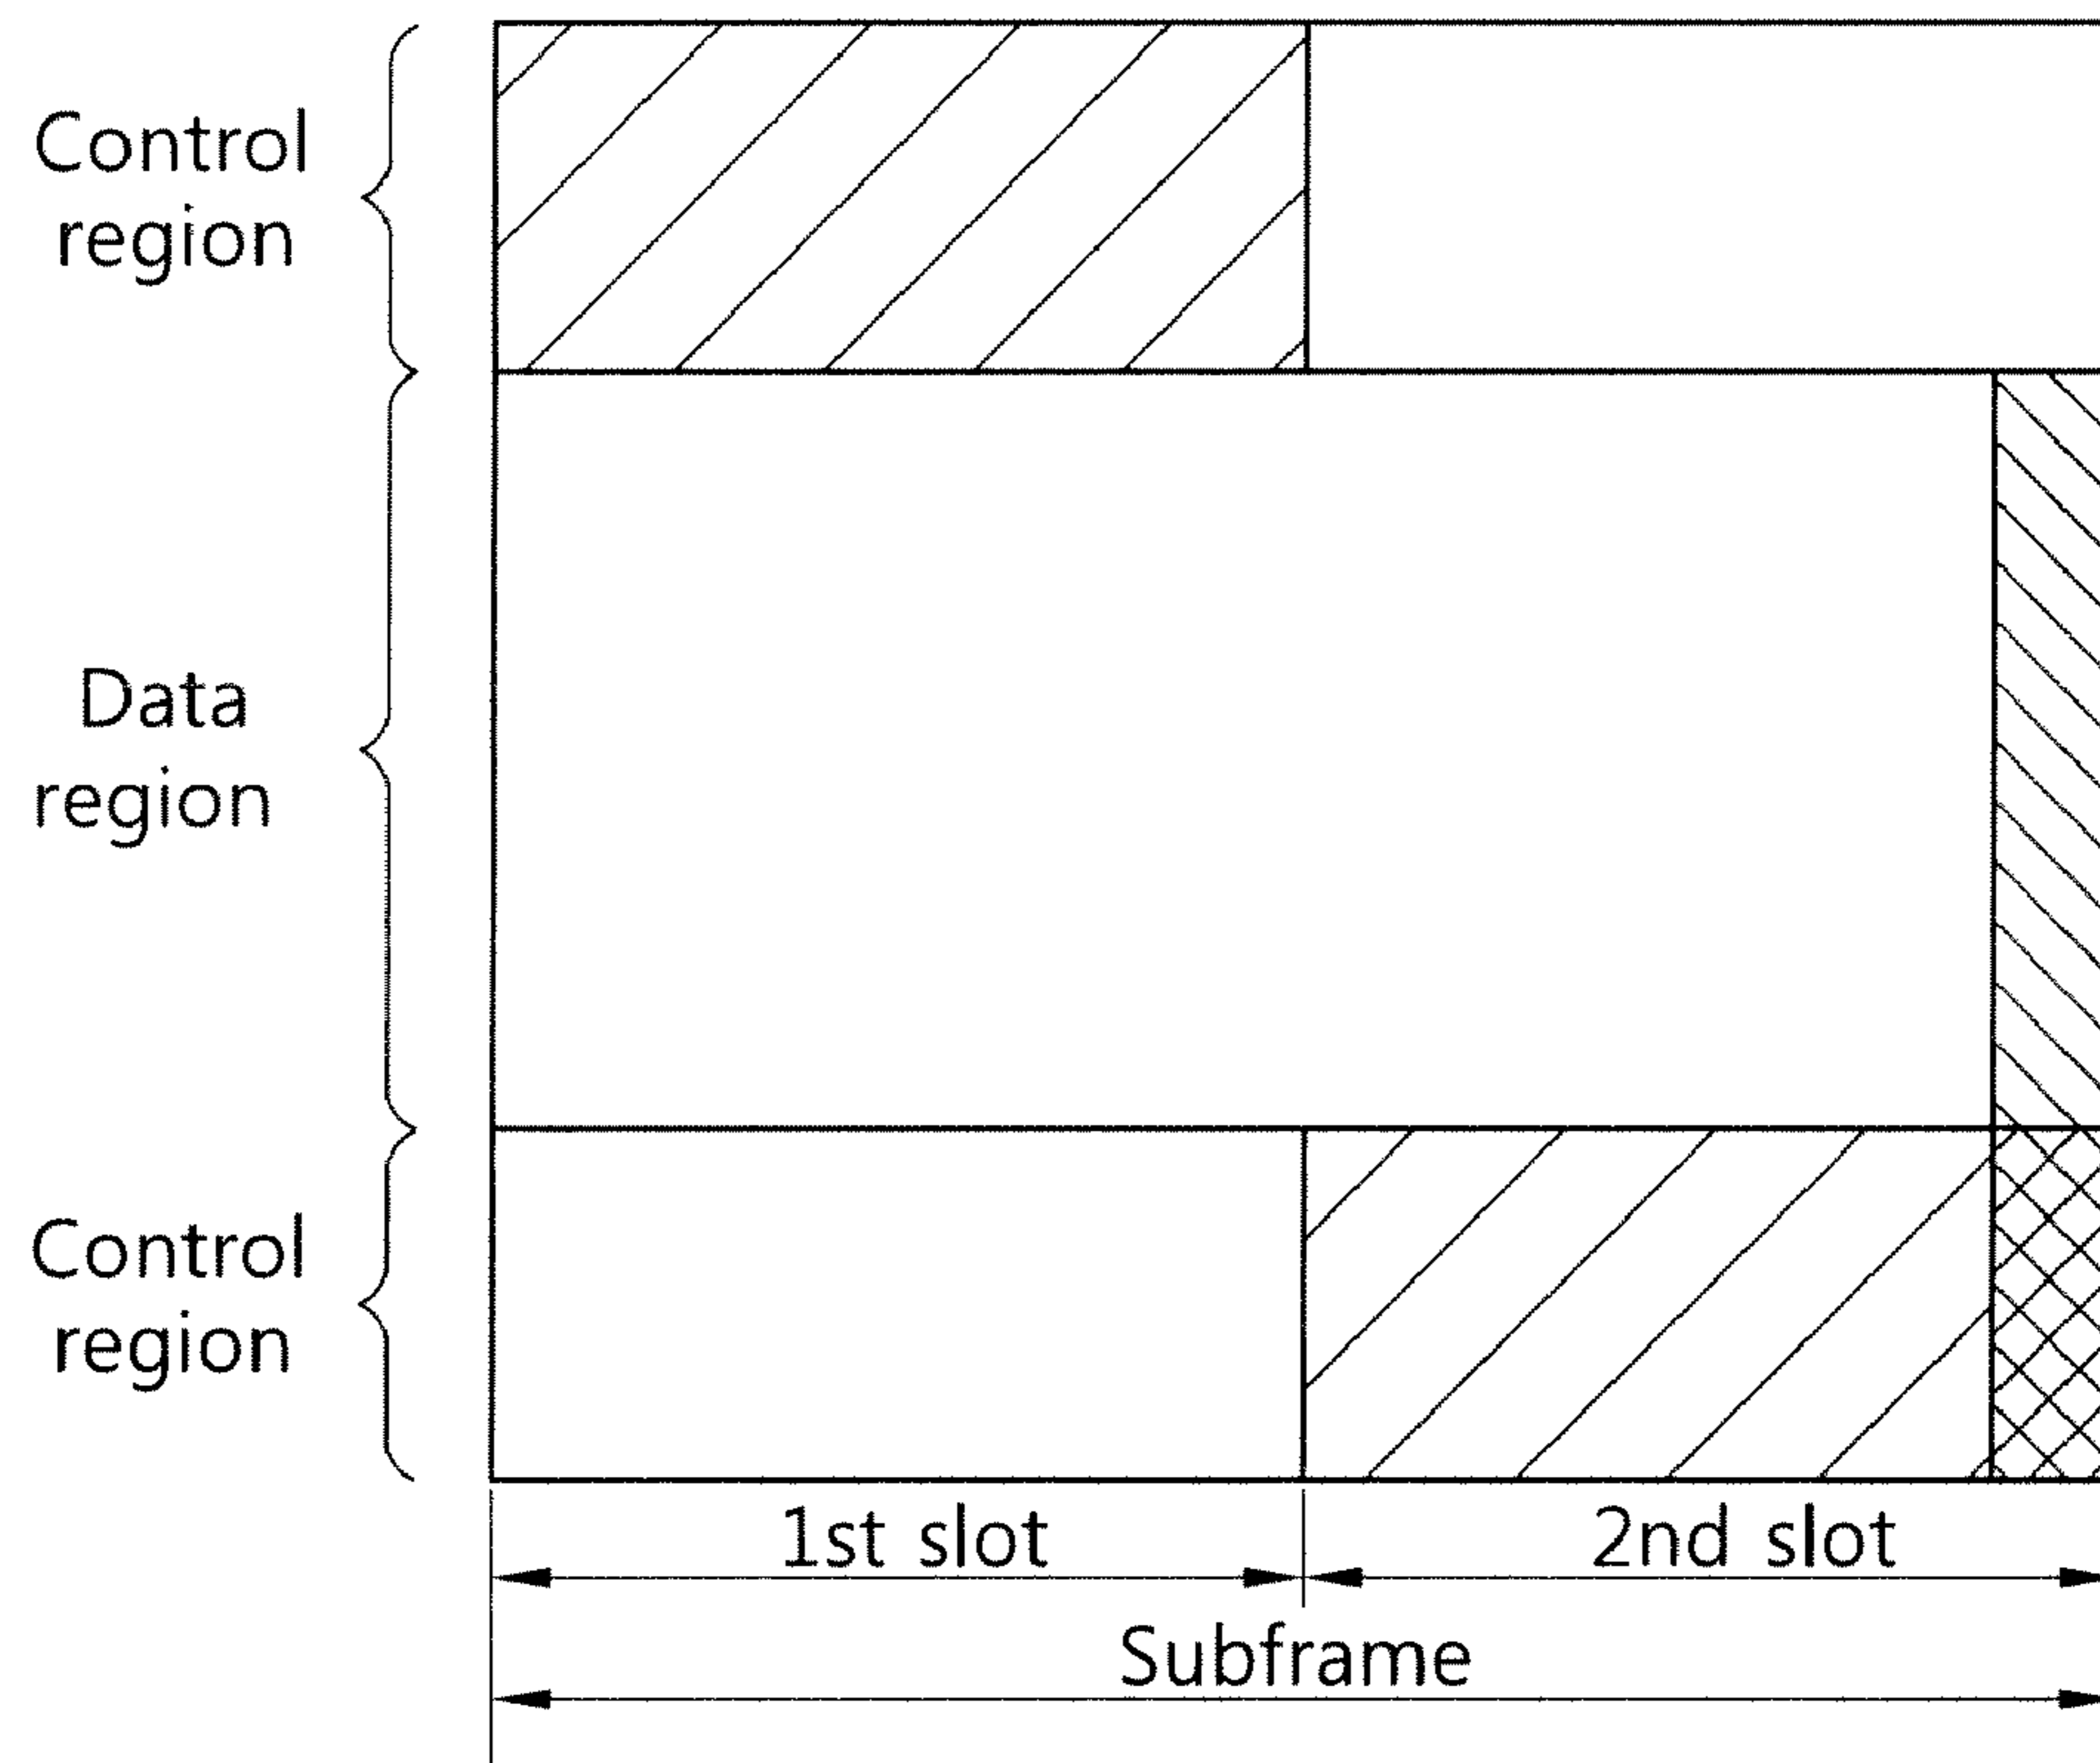 Control
region
Data
region
Control
region
1st slot
2nd slot
Subframe